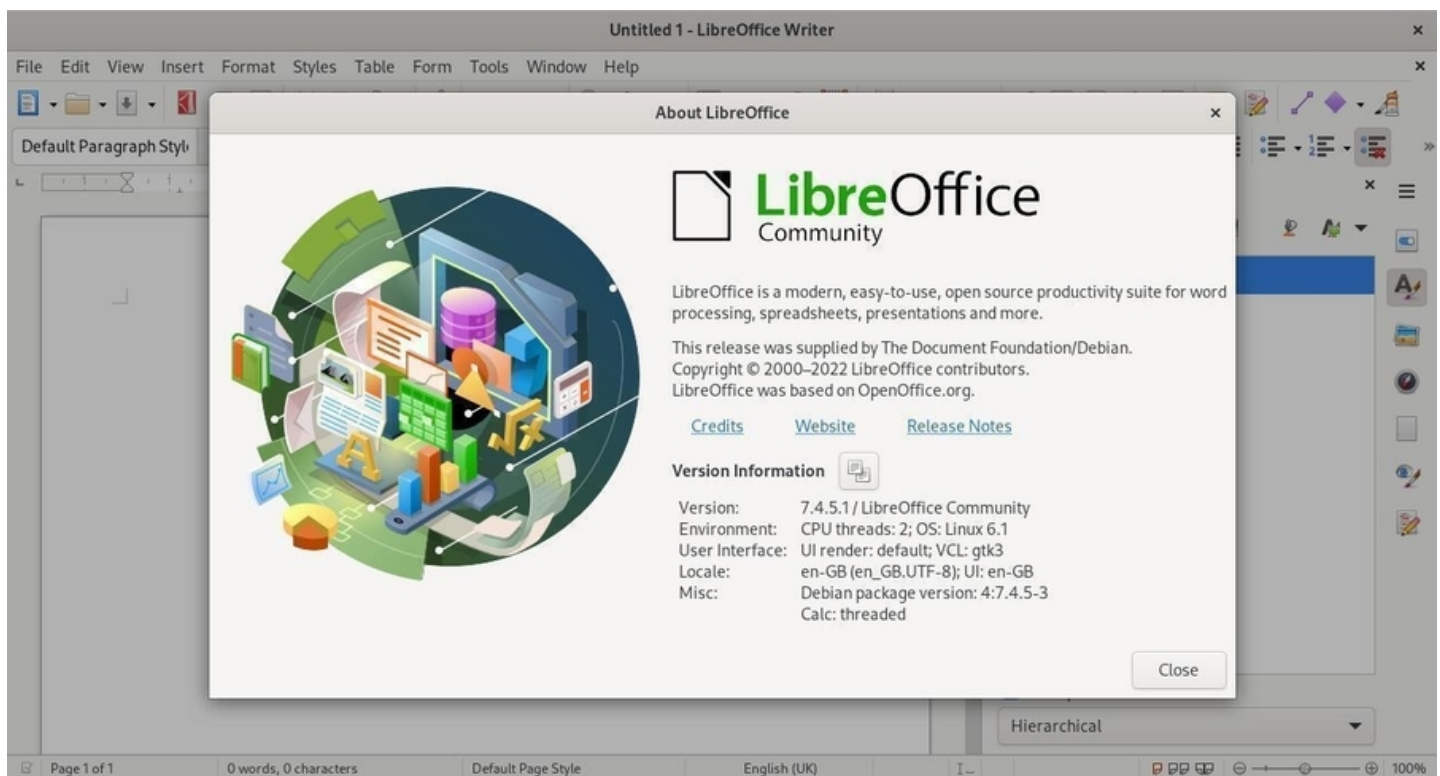 Untitled 1 - LibreOffice Writer
File Edit View Insert Format Styles Table Form Tools Window Help
About LibreOffice
Default Paragraph Styl
LibreOffice
Community
LibreOffice is a modern, easy-to-use, open source productivity suite for word
processing, spreadsheets, presentations and more.
This release was supplied by The Document Foundation/Debian.
Copyright © 2000–2022 LibreOffice contributors.
LibreOffice was based on OpenOffice.org.
Credits Website Release Notes
Version Information
Version: 7.4.5.1 / LibreOffice Community
Environment: CPU threads: 2; OS: Linux 6.1
User Interface: UI render: default; VCL: gtk3
Locale: en-GB (en_GB.UTF-8); UI: en-GB
Misc: Debian package version: 4:7.4.5-3
Calc: threaded
Close
Hierarchical
Page 1 of 1 0 words, 0 characters Default Page Style English (UK) 100%